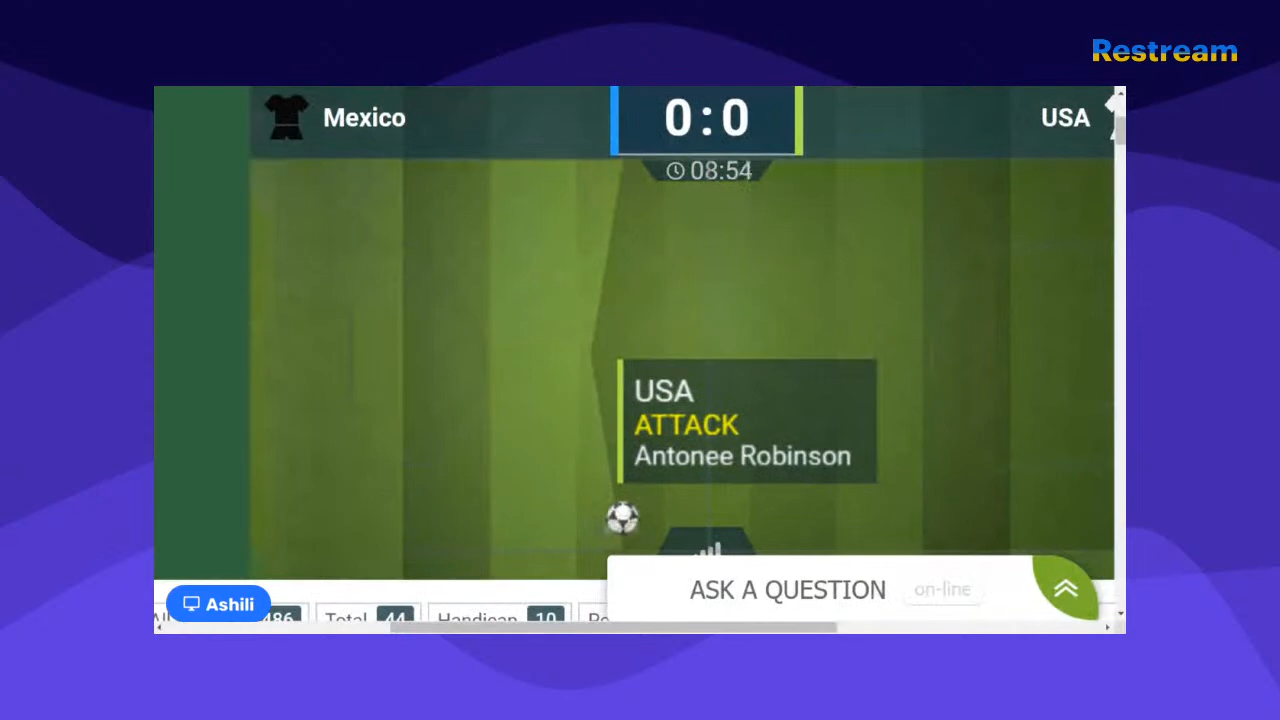 Restream
Mexico
0:0
USA
08:54
USA
ATTACK
Antonee Robinson
ASK A QUESTION
on-line
Ashili
486
Total 44
Handicap 10